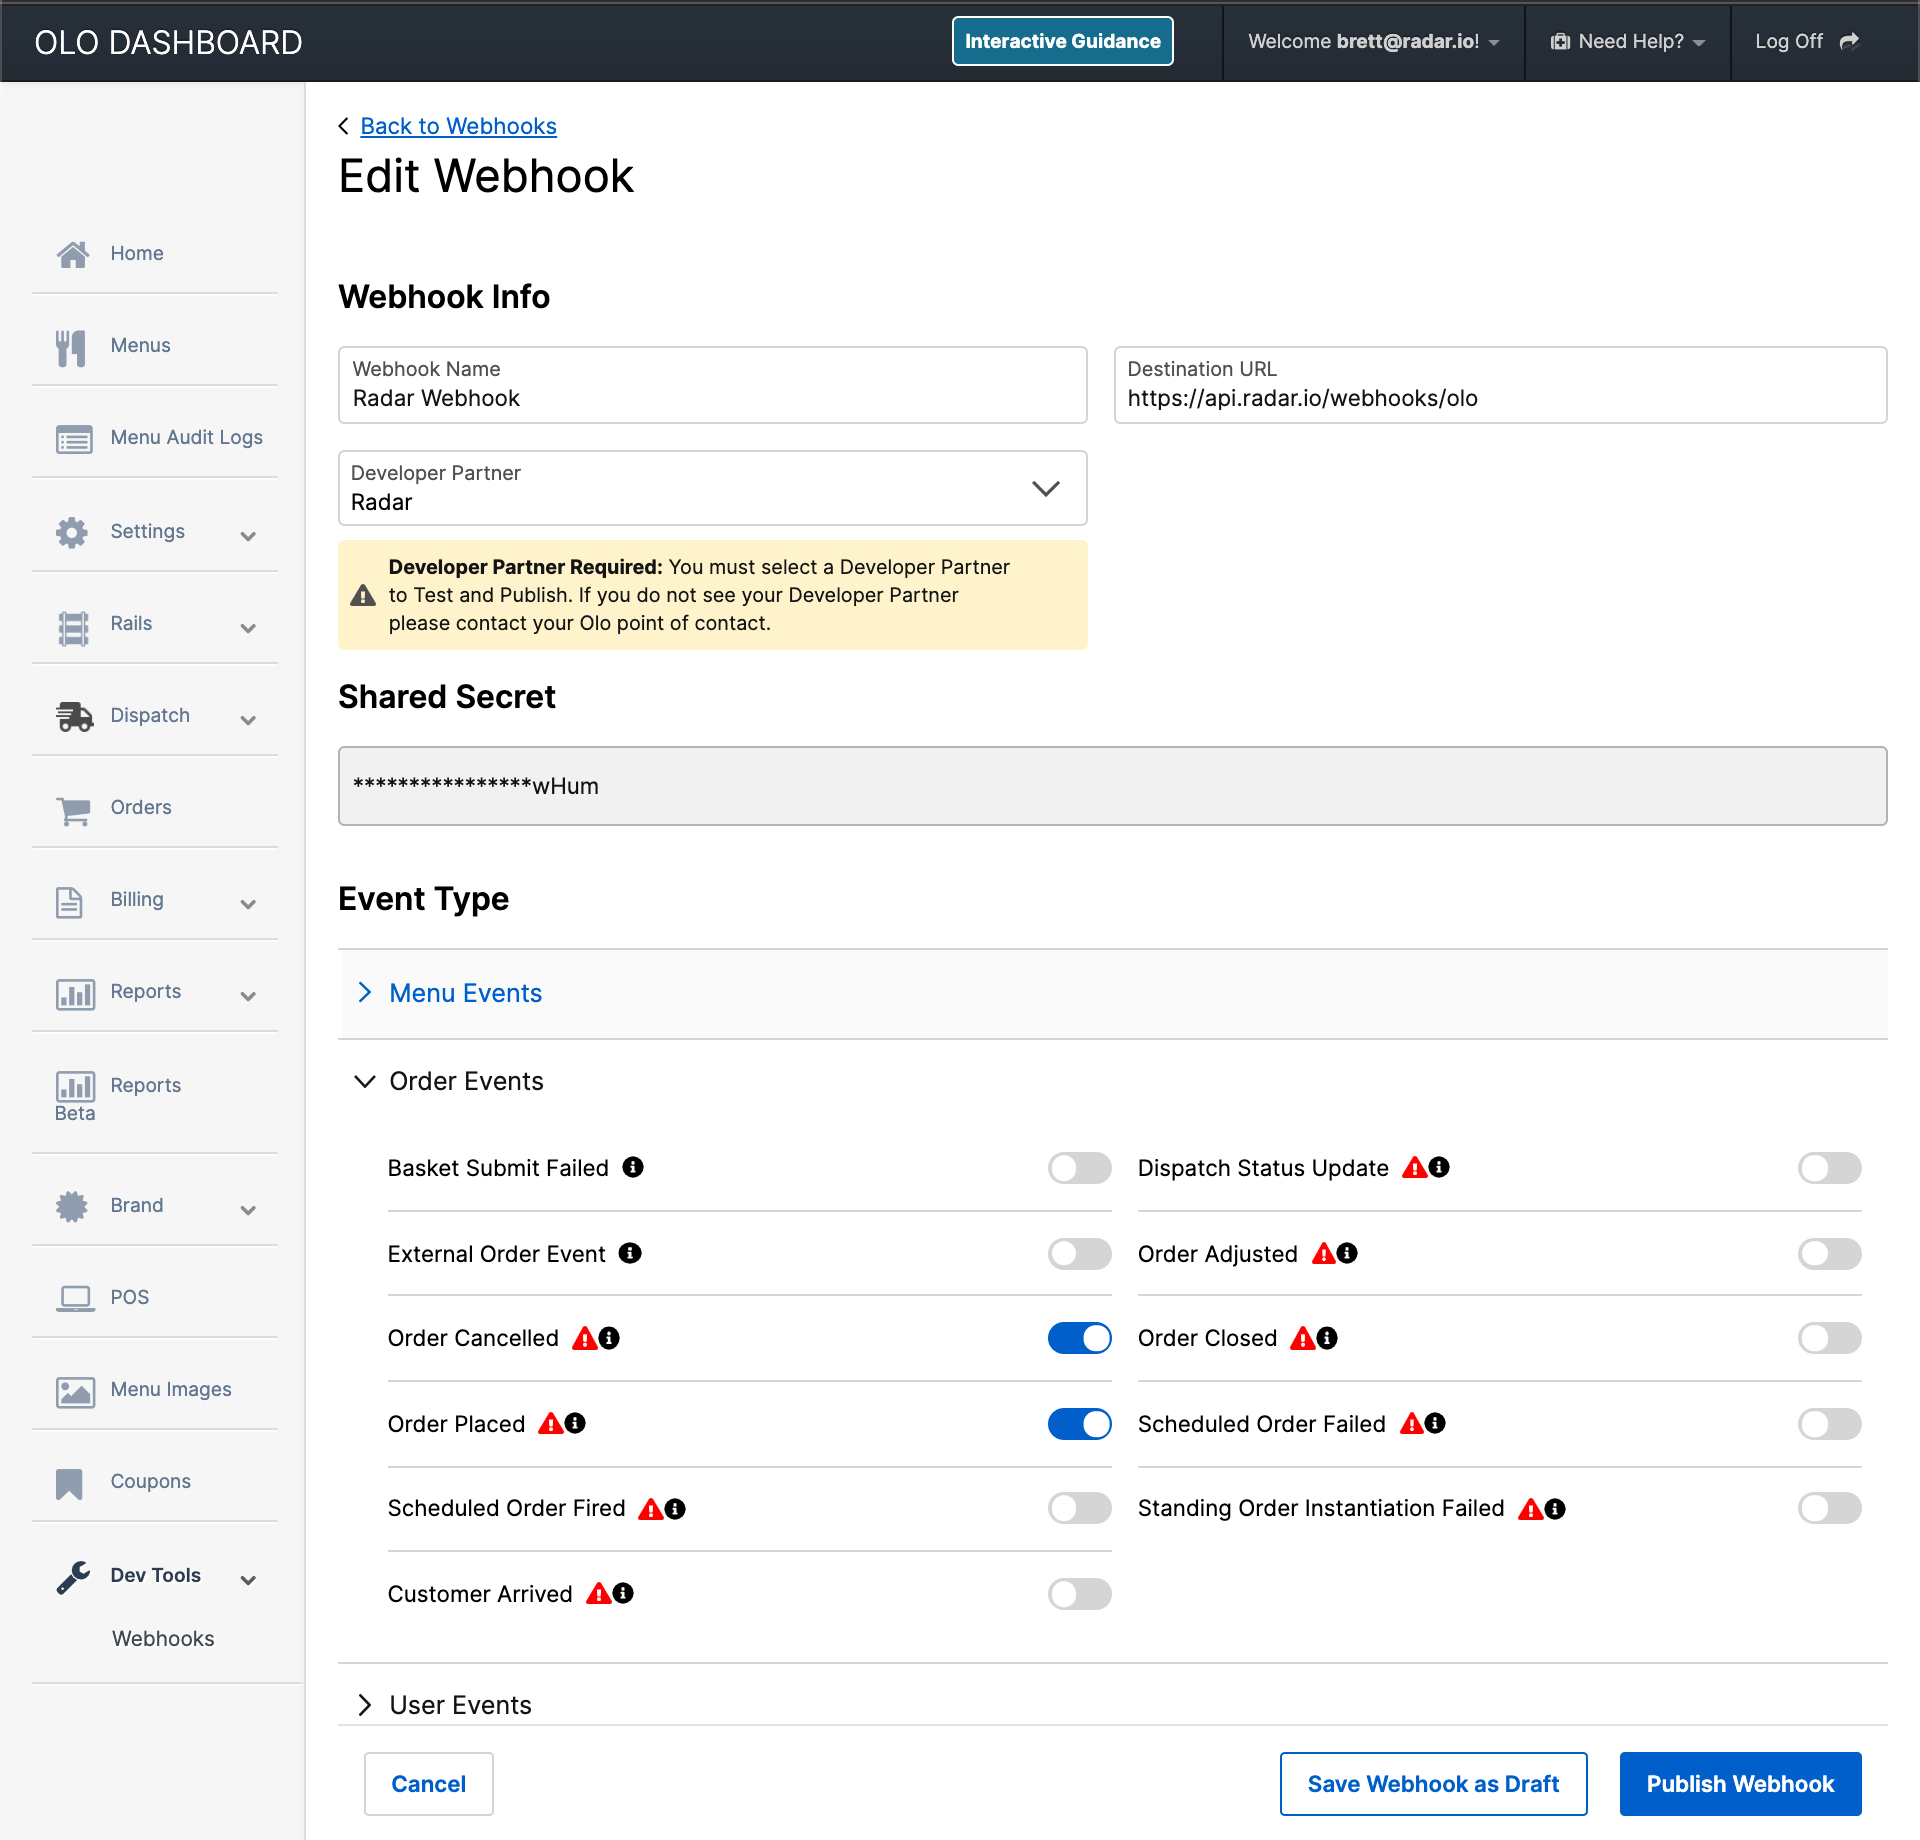 OLO DASHBOARD
Interactive Guidance
Welcome brett@radar.io!
Need Help?
Log Off
Home
Menus
Menu Audit Logs
Settings
Rails
Dispatch
Orders
Billing
Reports
Reports
Beta
Brand
POS
Menu Images
Coupons
Dev Tools
Webhooks
Back to Webhooks
Edit Webhook
Webhook Info
Webhook Name
Radar Webhook
Destination URL
https://api.radar.io/webhooks/olo
Developer Partner
Radar
Developer Partner Required: You must select a Developer Partner
to Test and Publish. If you do not see your Developer Partner
please contact your Olo point of contact.
Shared Secret
****************wHum
Event Type
Menu Events
Order Events
Basket Submit Failed
Dispatch Status Update
External Order Event
Order Adjusted
Order Cancelled
Order Closed
Order Placed
Scheduled Order Failed
Scheduled Order Fired
Standing Order Instantiation Failed
Customer Arrived
User Events
Cancel
Save Webhook as Draft
Publish Webhook